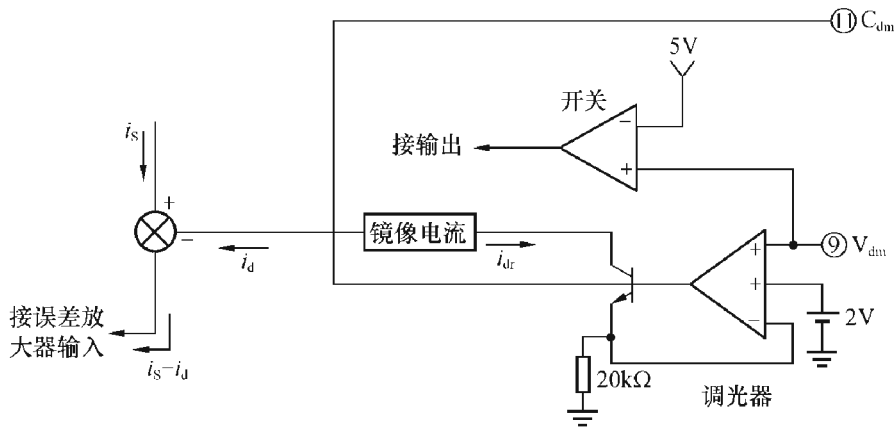 ⑪ C_dm
5V
开关
−
+
接输出
i_S
+
−
i_d
镜像电流
i_dr
+
⑨ V_dm
+
−
2V
接误差放
大器输入
i_S−i_d
20kΩ
调光器